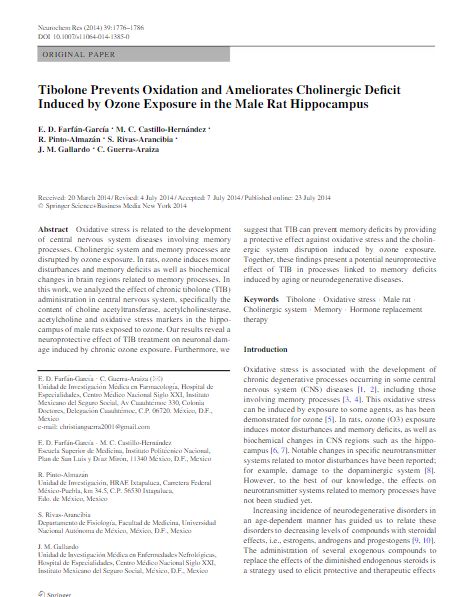 Neurochem Res (2014) 39:1776–1786
DOI 10.1007/s11064-014-1385-0
ORIGINAL PAPER
Tibolone Prevents Oxidation and Ameliorates Cholinergic Deficit
Induced by Ozone Exposure in the Male Rat Hippocampus
E. D. Farfán-García · M. C. Castillo-Hernández ·
R. Pinto-Almazán · S. Rivas-Arancibia ·
J. M. Gallardo · C. Guerra-Araiza
Received: 20 March 2014 / Revised: 4 July 2014 / Accepted: 7 July 2014 / Published online: 23 July 2014
© Springer Science+Business Media New York 2014
Abstract Oxidative stress is related to the development
of central nervous system diseases involving memory
processes. Cholinergic system and memory processes are
disrupted by ozone exposure. In rats, ozone induces motor
disturbances and memory deficits as well as biochemical
changes in brain regions related to memory processes. In
this work, we analyzed the effect of chronic tibolone (TIB)
administration in central nervous system, specifically the
content of choline acetyltransferase, acetylcholinesterase,
acetylcholine and oxidative stress markers in the hippo-
campus of male rats exposed to ozone. Our results reveal a
neuroprotective effect of TIB treatment on neuronal dam-
age induced by chronic ozone exposure. Furthermore, we
E. D. Farfán-García · C. Guerra-Araiza (✉)
Unidad de Investigación Médica en Farmacología, Hospital de
Especialidades, Centro Médico Nacional Siglo XXI, Instituto
Mexicano del Seguro Social, Av Cuauhtémoc 330, Colonia
Doctores, Delegación Cuauhtémoc, C.P. 06720. México, D.F.,
Mexico
e-mail: christianguerra2001@gmail.com
E. D. Farfán-García · M. C. Castillo-Hernández
Escuela Superior de Medicina, Instituto Politécnico Nacional,
Plan de San Luis y Díaz Mirón, 11340 México, D.F., Mexico
R. Pinto-Almazán
Unidad de Investigación, HRAE Ixtapaluca, Carretera Federal
México-Puebla, km 34.5, C.P. 56530 Ixtapaluca,
Edo. de México, Mexico
S. Rivas-Arancibia
Departamento de Fisiología, Facultad de Medicina, Universidad
Nacional Autónoma de México, México, D.F., Mexico
J. M. Gallardo
Unidad de Investigación Médica en Enfermedades Nefrológicas,
Hospital de Especialidades, Centro Médico Nacional Siglo XXI,
Instituto Mexicano del Seguro Social, México, D.F., Mexico
suggest that TIB can prevent memory deficits by providing
a protective effect against oxidative stress and the cholin-
ergic system disruption induced by ozone exposure.
Together, these findings present a potential neuroprotective
effect of TIB in processes linked to memory deficits
induced by aging or neurodegenerative diseases.
Keywords Tibolone · Oxidative stress · Male rat
Cholinergic system · Memory · Hormone replacement
therapy
Introduction
Oxidative stress is associated with the development of
chronic degenerative processes occurring in some central
nervous system (CNS) diseases [1, 2], including those
involving memory processes [3, 4]. This oxidative stress
can be induced by exposure to some agents, as has been
demonstrated for ozone [5]. In rats, ozone (O3) exposure
induces motor disturbances and memory deficits, as well as
biochemical changes in CNS regions such as the hippo-
campus [6, 7]. Notable changes in specific neurotransmitter
systems related to motor deficits have been reported;
for example, damage to the dopaminergic system [8].
However, to the best of our knowledge, the effects on
neurotransmitter systems related to memory processes have
not been studied yet.
Increasing incidence of neurodegenerative disorders in
an age-dependent manner has guided us to relate these
disorders to decreasing levels of compounds with steroidal
effects, i.e., estrogens, androgens and progestogens [9, 10].
The administration of several exogenous compounds to
replace the effects of the diminished endogenous steroids is
a strategy used to elicit protective and therapeutic effects
Springer